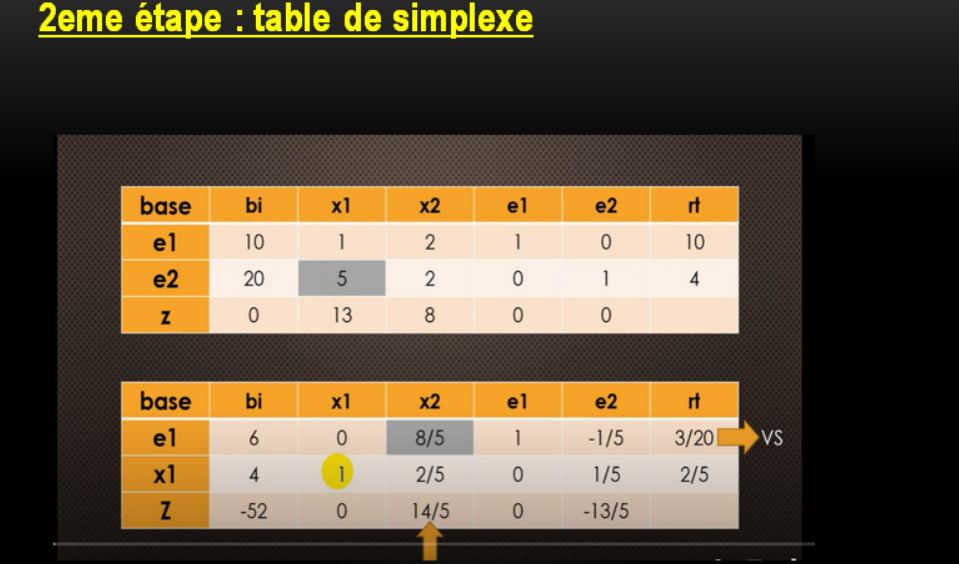 2eme étape : table de simplexe
base bi x1 x2 e1 e2 rt
e1 10 1 2 1 0 10
e2 20 5 2 0 1 4
z 0 13 8 0 0
base bi x1 x2 e1 e2 rt
e1 6 0 8/5 1 -1/5 3/20 VS
x1 4 1 2/5 0 1/5 2/5
Z -52 0 14/5 0 -13/5